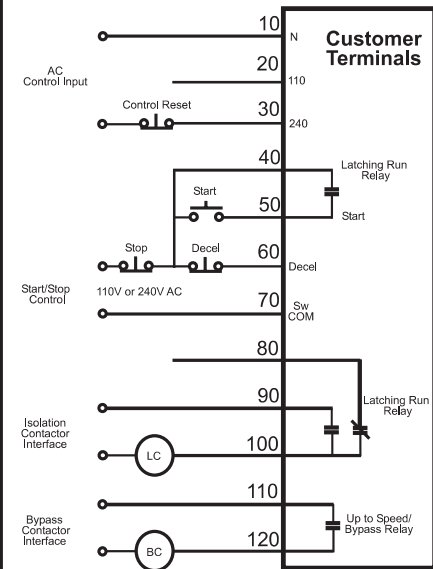 10
N
Customer
Terminals
20
110
AC
Control Input
Control Reset
30
240
40
Latching Run
Relay
Start
50
Start
Stop
Decel
60
Decel
Start/Stop
Control
110V or 240V AC
70
Sw
COM
80
90
Latching Run
Relay
Isolation
Contactor
Interface
100
LC
110
Up to Speed/
Bypass Relay
Bypass
Contactor
Interface
120
BC